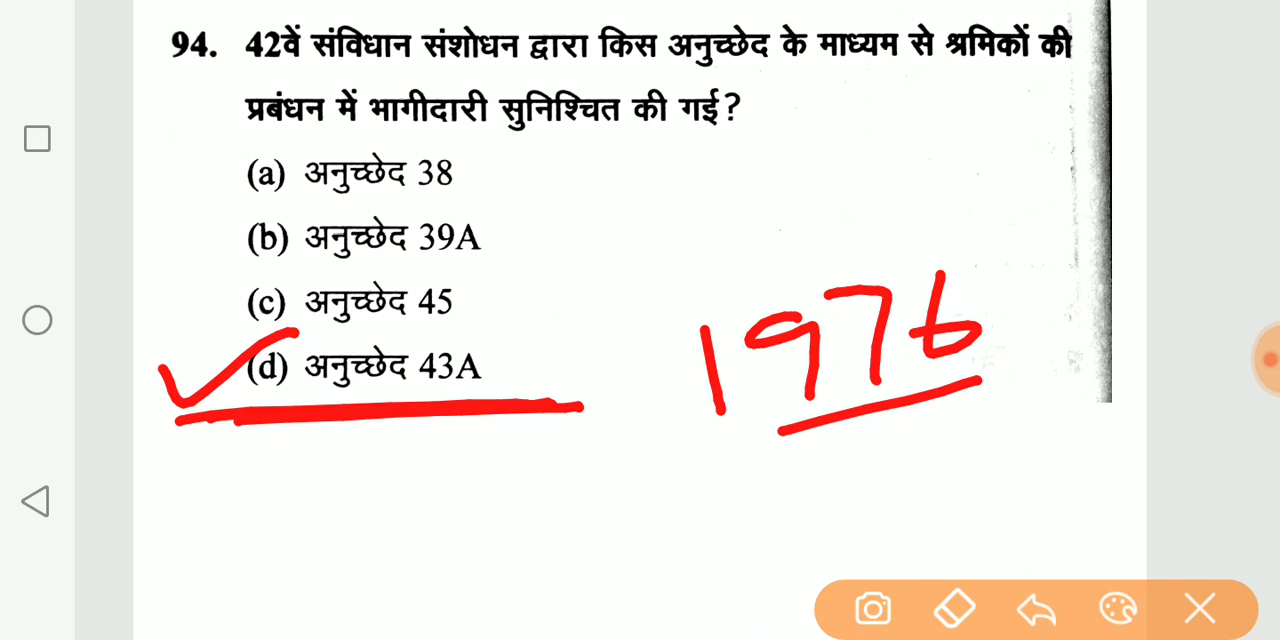 94. 42वें संविधान संशोधन द्वारा किस अनुच्छेद के माध्यम से श्रमिकों की
प्रबंधन में भागीदारी सुनिश्चित की गई?
(a) अनुच्छेद 38
(b) अनुच्छेद 39A
(c) अनुच्छेद 45
(d) अनुच्छेद 43A
1976